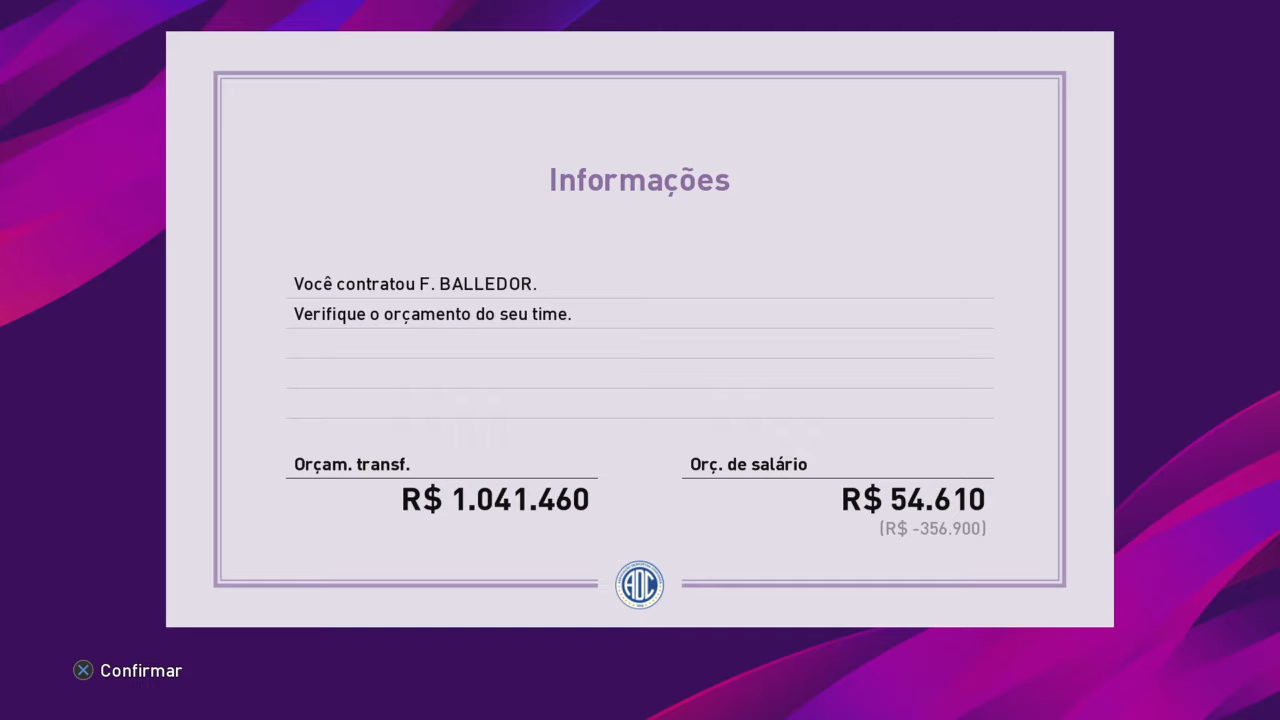 Informações
Você contratou F. BALLEDOR.
Verifique o orçamento do seu time.
Orçam. transf.
R$ 1.041.460
Orç. de salário
R$ 54.610
(R$ -356.900)
ADC
Confirmar